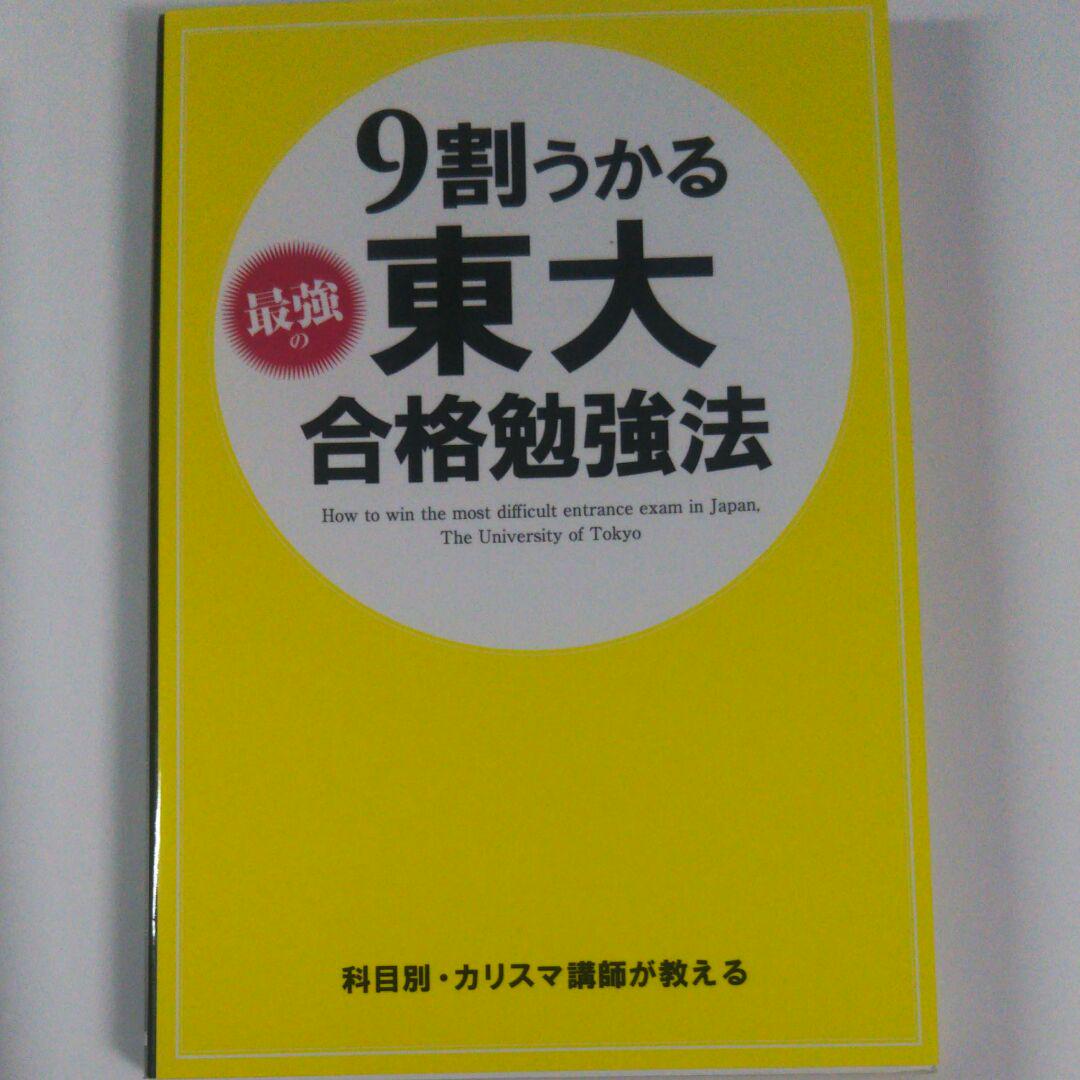 9割うかる
最強
の
東大
合格勉強法
How to win the most difficult entrance exam in Japan,
The University of Tokyo
科目別・カリスマ講師が教える